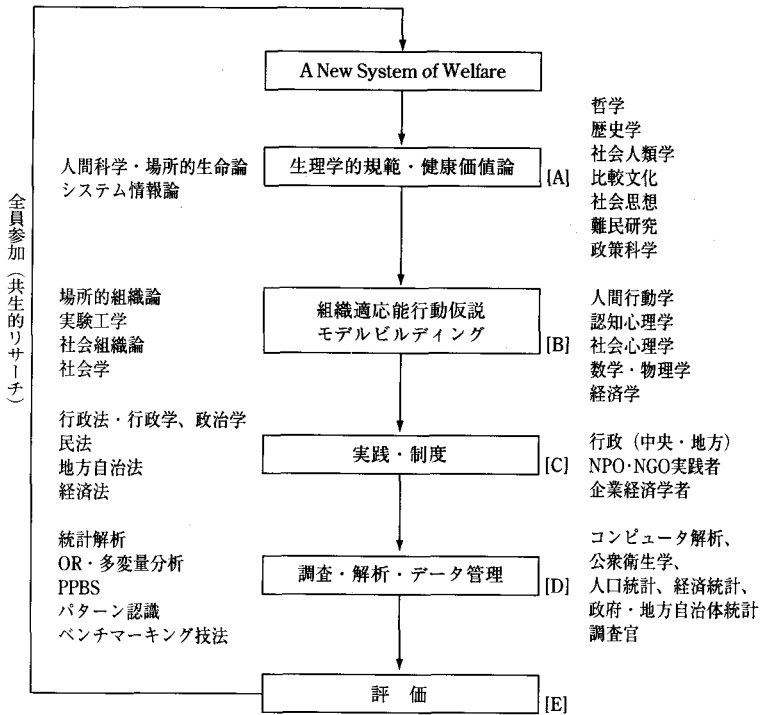 A New System of Welfare
人間科学・場所的生命論
システム情報論
生理学的規範・健康価値論
[A]
哲学
歴史学
社会人類学
比較文化
社会思想
難民研究
政策科学
全員参加（共生的リサーチ）
場所的組織論
実験工学
社会組織論
社会学
組織適応能行動仮説
モデルビルディング
[B]
人間行動学
認知心理学
社会心理学
数学・物理学
経済学
行政法・行政学、政治学
民法
地方自治法
経済法
実践・制度
[C]
行政（中央・地方）
NPO・NGO実践者
企業経済学者
統計解析
OR・多変量分析
PPBS
パターン認識
ベンチマーキング技法
調査・解析・データ管理
[D]
コンピュータ解析、
公衆衛生学、
人口統計、経済統計、
政府・地方自治体統計
調査官
評　価
[E]